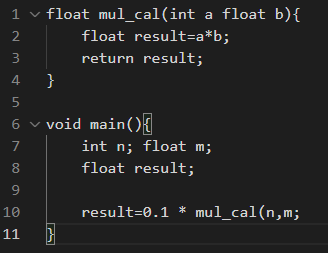 1 float mul_cal(int a float b){
2     float result=a*b;
3     return result;
4 }
5
6 void main(){
7     int n; float m;
8     float result;
9
10     result=0.1 * mul_cal(n,m;
11 }